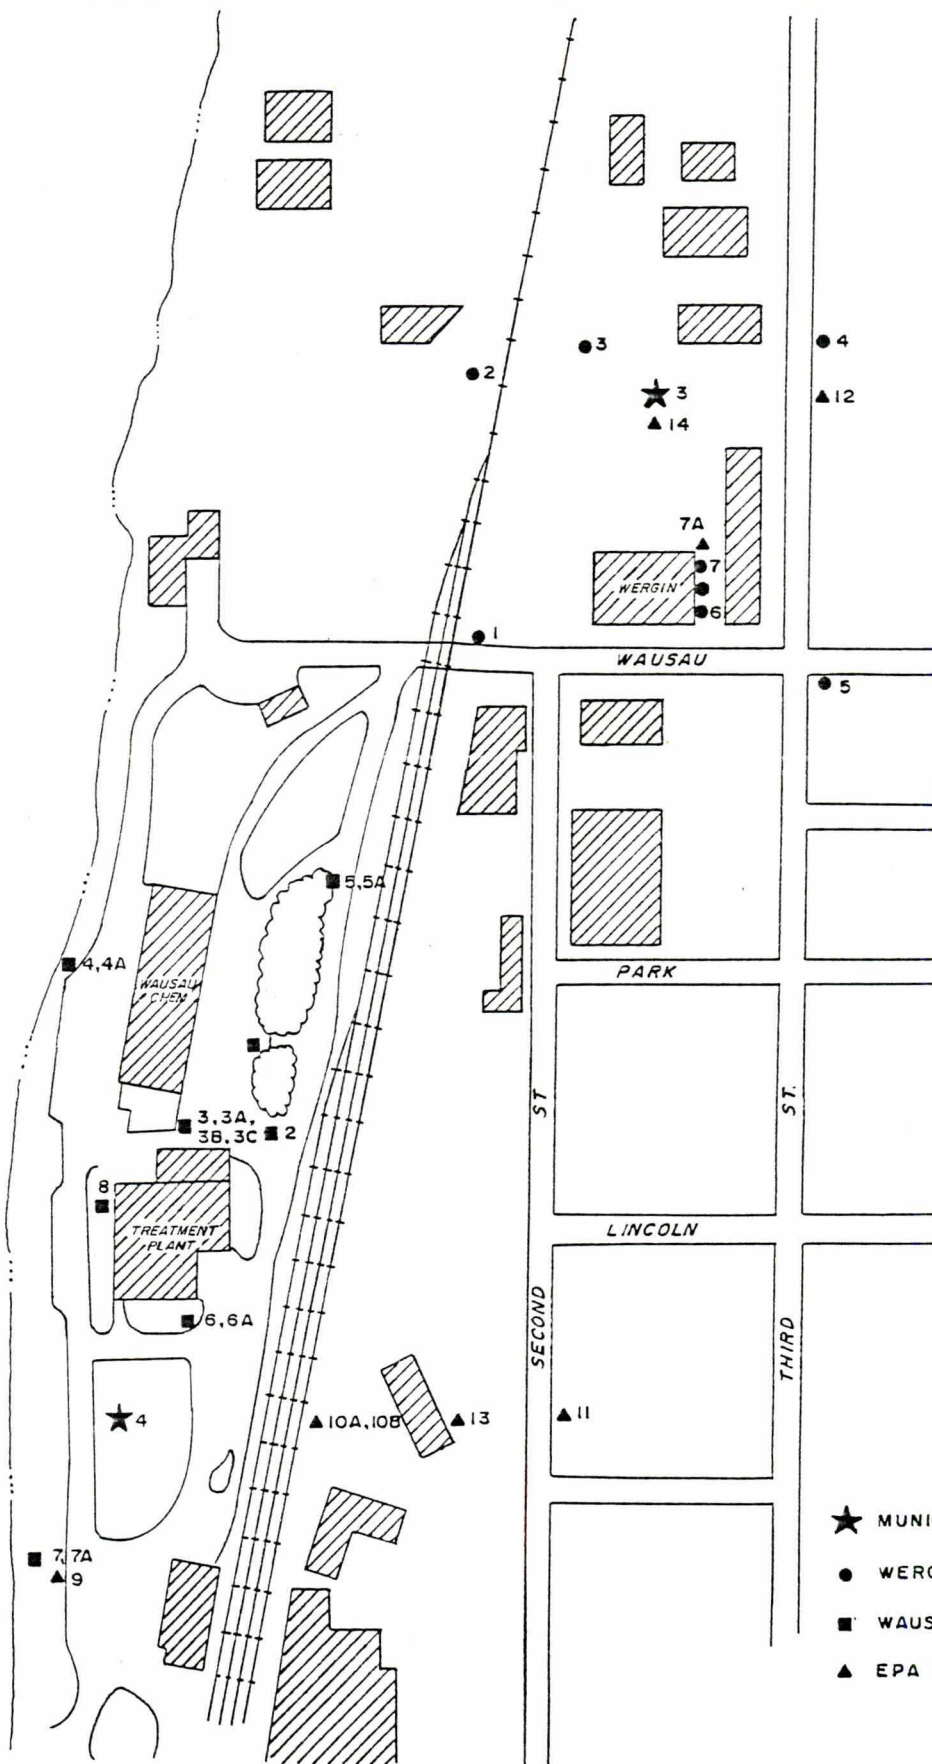 4
3
2
3
12
14
7A
7
WERGIN
6
1
WAUSAU
5
5,5A
4,4A
PARK
WAUSAU
CHEM
1
3,3A,
3B,3C
2
ST
ST.
8
LINCOLN
TREATMENT
PLANT
6,6A
SECOND
THIRD
4
10A,10B
13
11
MUNI
7,7A
9
WERG
WAUS
EPA